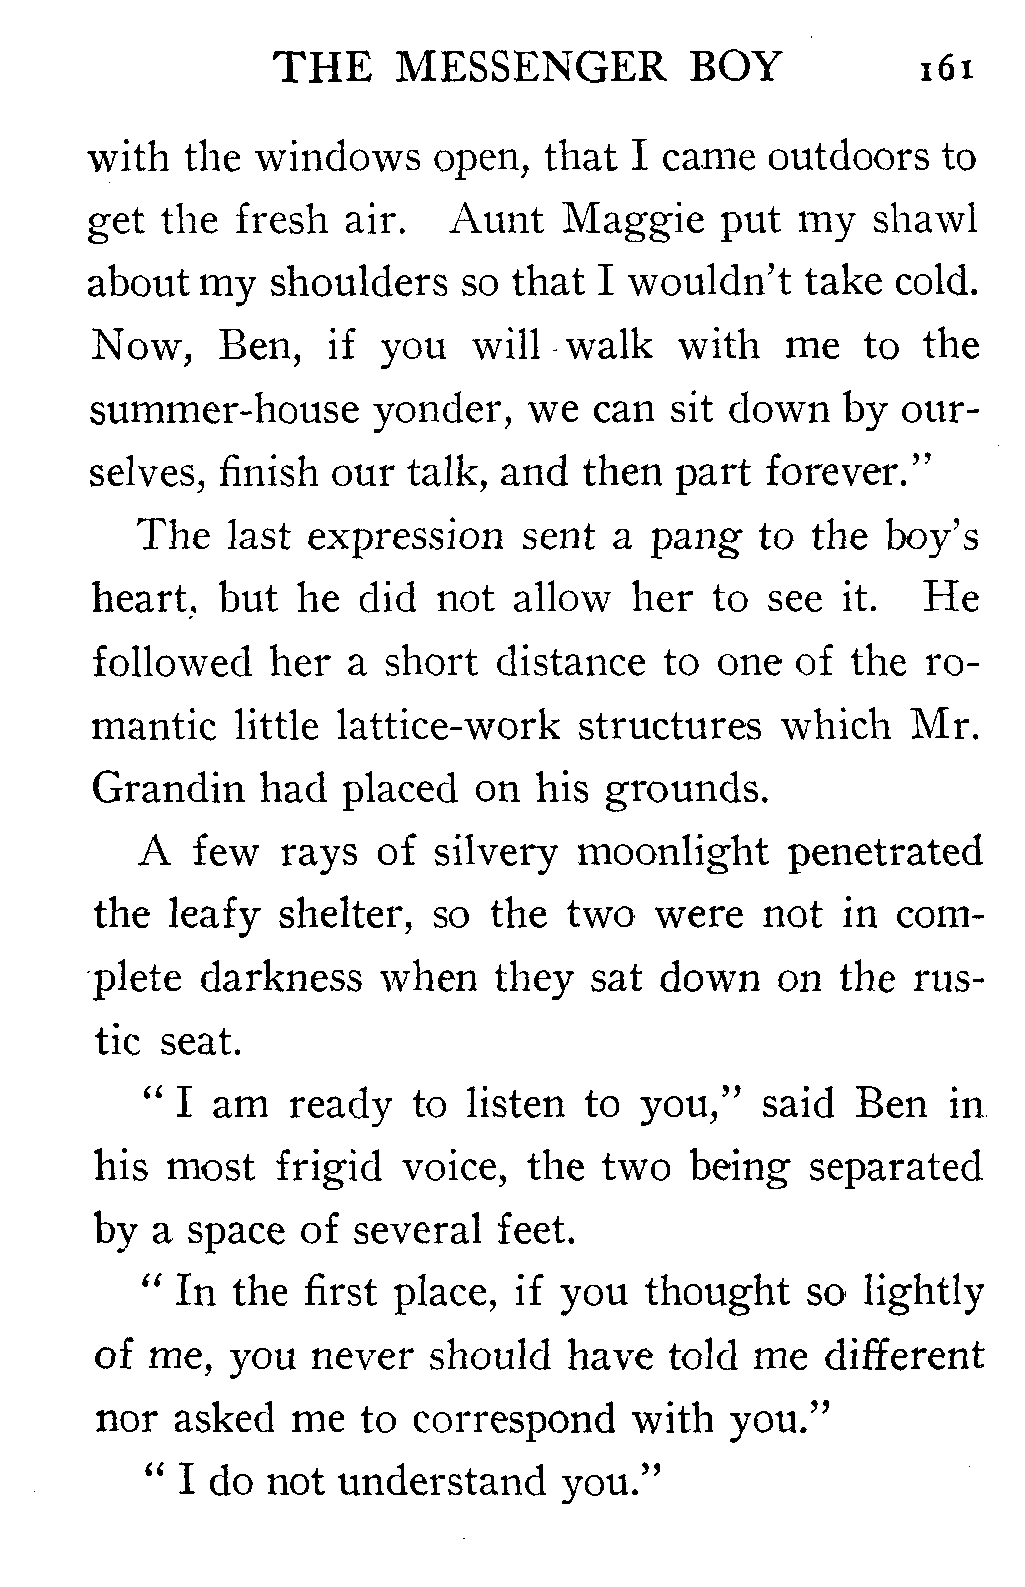 THE MESSENGER BOY 161
with the windows open, that I came outdoors to
get the fresh air. Aunt Maggie put my shawl
about my shoulders so that I wouldn't take cold.
Now, Ben, if you will walk with me to the
summer-house yonder, we can sit down by our-
selves, finish our talk, and then part forever."
The last expression sent a pang to the boy's
heart, but he did not allow her to see it. He
followed her a short distance to one of the ro-
mantic little lattice-work structures which Mr.
Grandin had placed on his grounds.
A few rays of silvery moonlight penetrated
the leafy shelter, so the two were not in com-
plete darkness when they sat down on the rus-
tic seat.
" I am ready to listen to you," said Ben in
his most frigid voice, the two being separated
by a space of several feet.
" In the first place, if you thought so lightly
of me, you never should have told me different
nor asked me to correspond with you."
" I do not understand you."